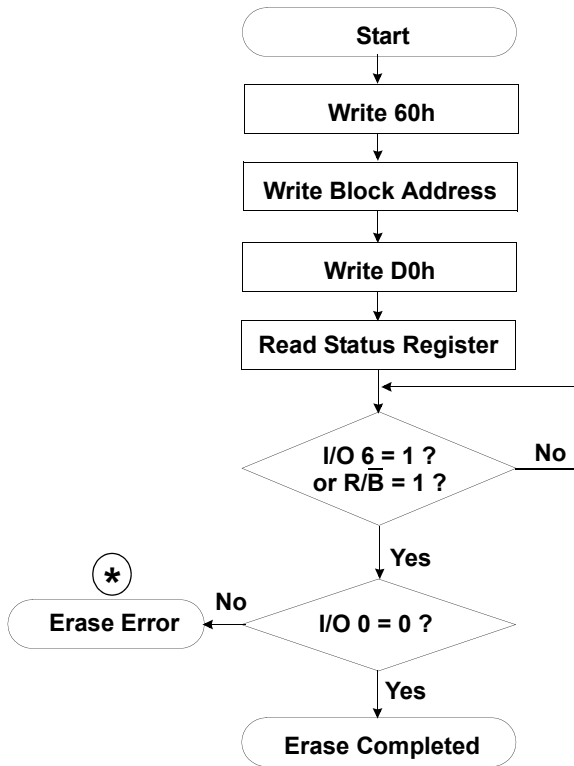 Start
Write 60h
Write Block Address
Write D0h
Read Status Register
I/O 6 = 1 ?
or R/B̅ = 1 ?
No
Yes
*
No
Erase Error
I/O 0 = 0 ?
Yes
Erase Completed